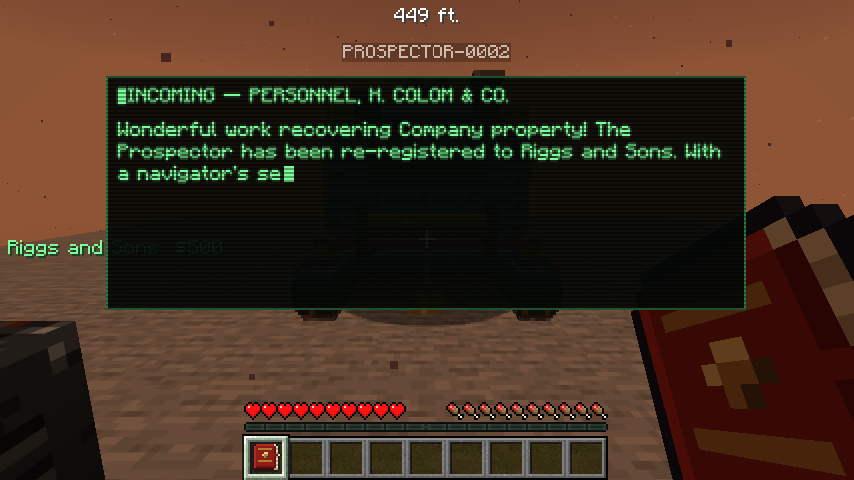 449 ft.
PROSPECTOR-0002
INCOMING — PERSONNEL, H. COLOM & CO.
Wonderful work recovering Company property! The
Prospector has been re-registered to Riggs and Sons. With
a navigator's se
Riggs and Sons $500